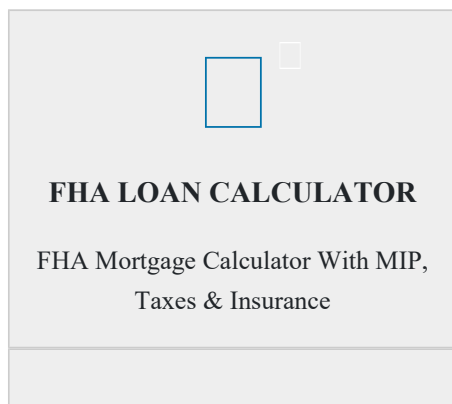 FHA LOAN CALCULATOR
FHA Mortgage Calculator With MIP,
Taxes & Insurance